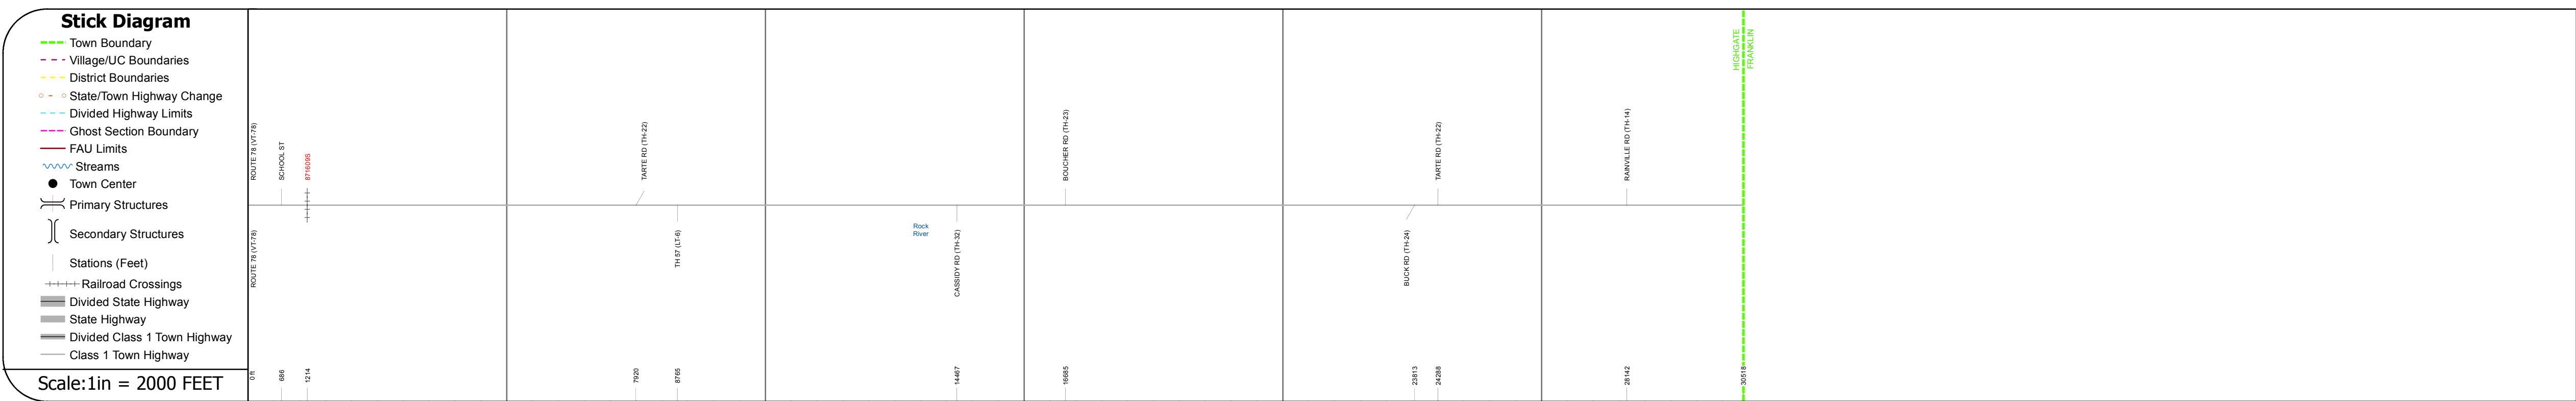 Stick Diagram
Town Boundary
Village/UC Boundaries
District Boundaries
State/Town Highway Change
Divided Highway Limits
Ghost Section Boundary
FAU Limits
Streams
Town Center
Primary Structures
Secondary Structures
Stations (Feet)
Railroad Crossings
Divided State Highway
State Highway
Divided Class 1 Town Highway
Class 1 Town Highway
Scale:1in = 2000 FEET
ROUTE 78 (VT-78)
SCHOOL ST
871609S
TARTE RD (TH-22)
BOUCHER RD (TH-23)
TARTE RD (TH-22)
RAINVILLE RD (TH-14)
HIGHGATE
FRANKLIN
ROUTE 78 (VT-78)
TH 57 (LT-6)
Rock
River
CASSIDY RD (TH-32)
BUCK RD (TH-24)
0 ft
686
1214
7920
8765
14467
16685
23813
24288
28142
30518